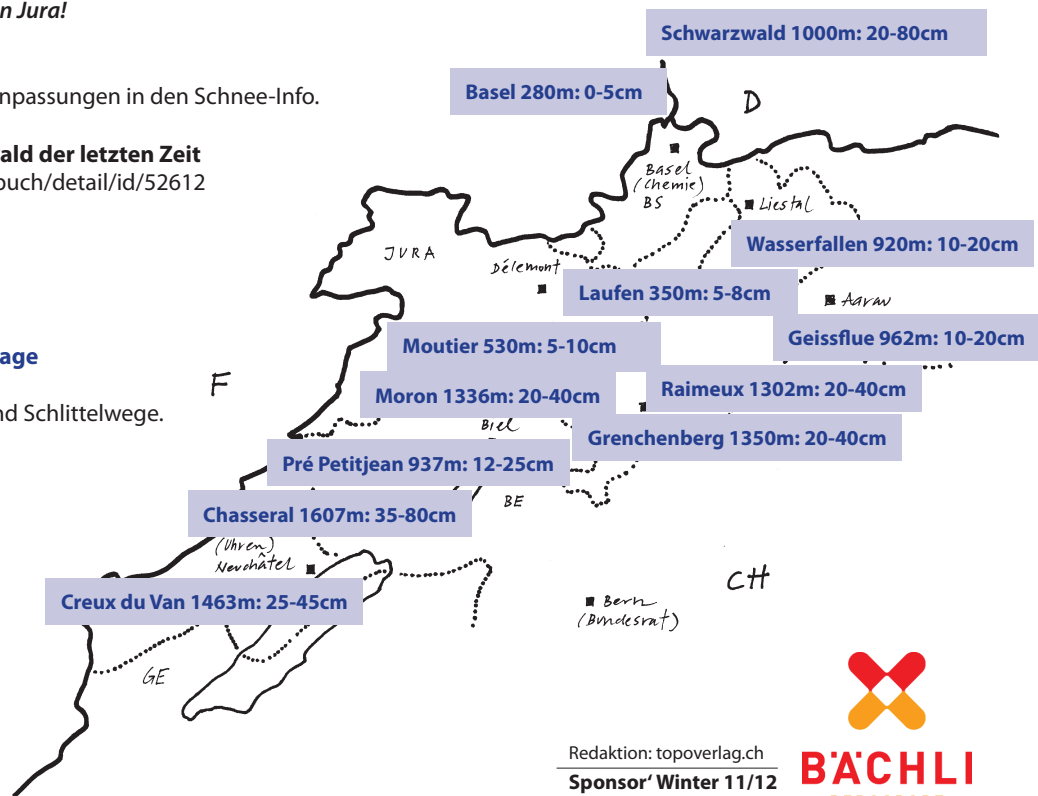 n Jura!
Schwarzwald 1000m: 20-80cm
Basel 280m: 0-5cm
npassungen in den Schnee-Info.
D
ald der letzten Zeit
ouch/detail/id/52612
Basel
(Chemie)
BS
Liestal
Wasserfallen 920m: 10-20cm
JURA
Délemont
Laufen 350m: 5-8cm
Aarau
Geissflue 962m: 10-20cm
age
Moutier 530m: 5-10cm
F
Moron 1336m: 20-40cm
Raimeux 1302m: 20-40cm
nd Schlittelwege.
Biel
Grenchenberg 1350m: 20-40cm
Pré Petitjean 937m: 12-25cm
BE
Chasseral 1607m: 35-80cm
(Uhren)
Neuchâtel
CH
Creux du Van 1463m: 25-45cm
Bern
(Bundesrat)
GE
Redaktion: topoverlag.ch
Sponsor‘ Winter 11/12
BÄCHLI